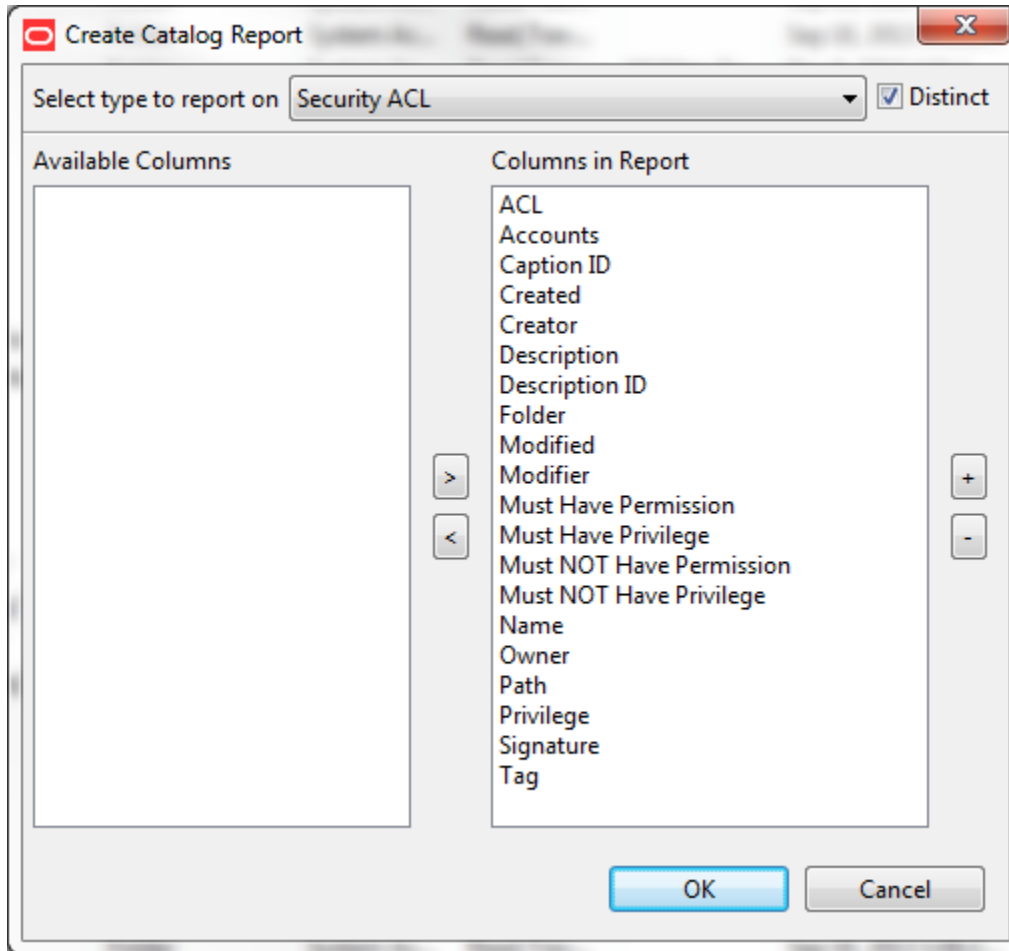 Create Catalog Report
Select type to report on Security ACL Distinct
Available Columns
Columns in Report
ACL
Accounts
Caption ID
Created
Creator
Description
Description ID
Folder
Modified
Modifier
Must Have Permission
Must Have Privilege
Must NOT Have Permission
Must NOT Have Privilege
Name
Owner
Path
Privilege
Signature
Tag
>
<
+
-
OK Cancel